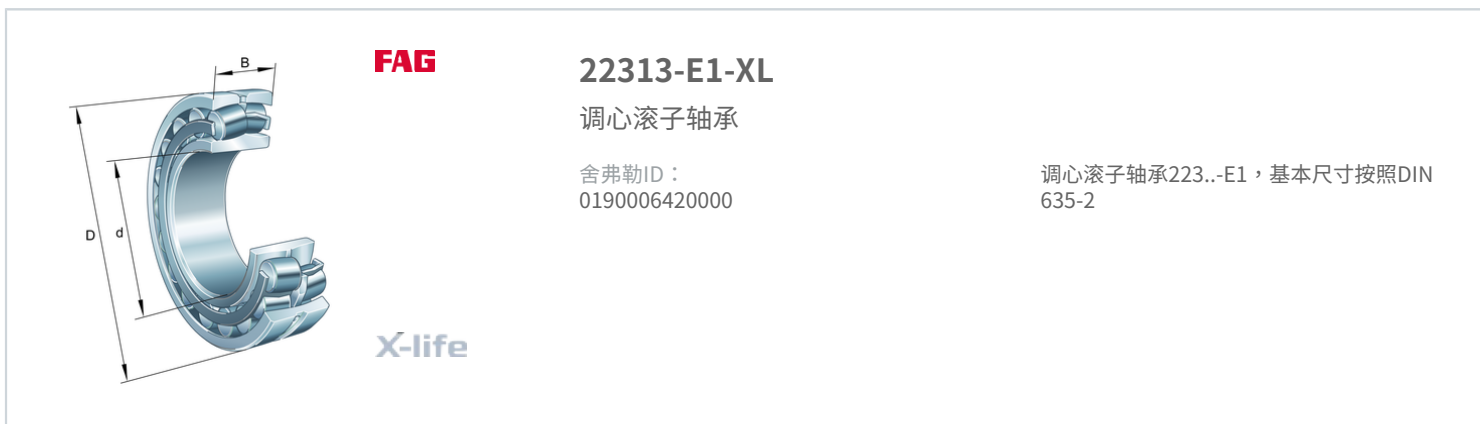 B
FAG
22313-E1-XL
调心滚子轴承
D
d
舍弗勒ID：
0190006420000
调心滚子轴承223..-E1，基本尺寸按照DIN
635-2
X-life